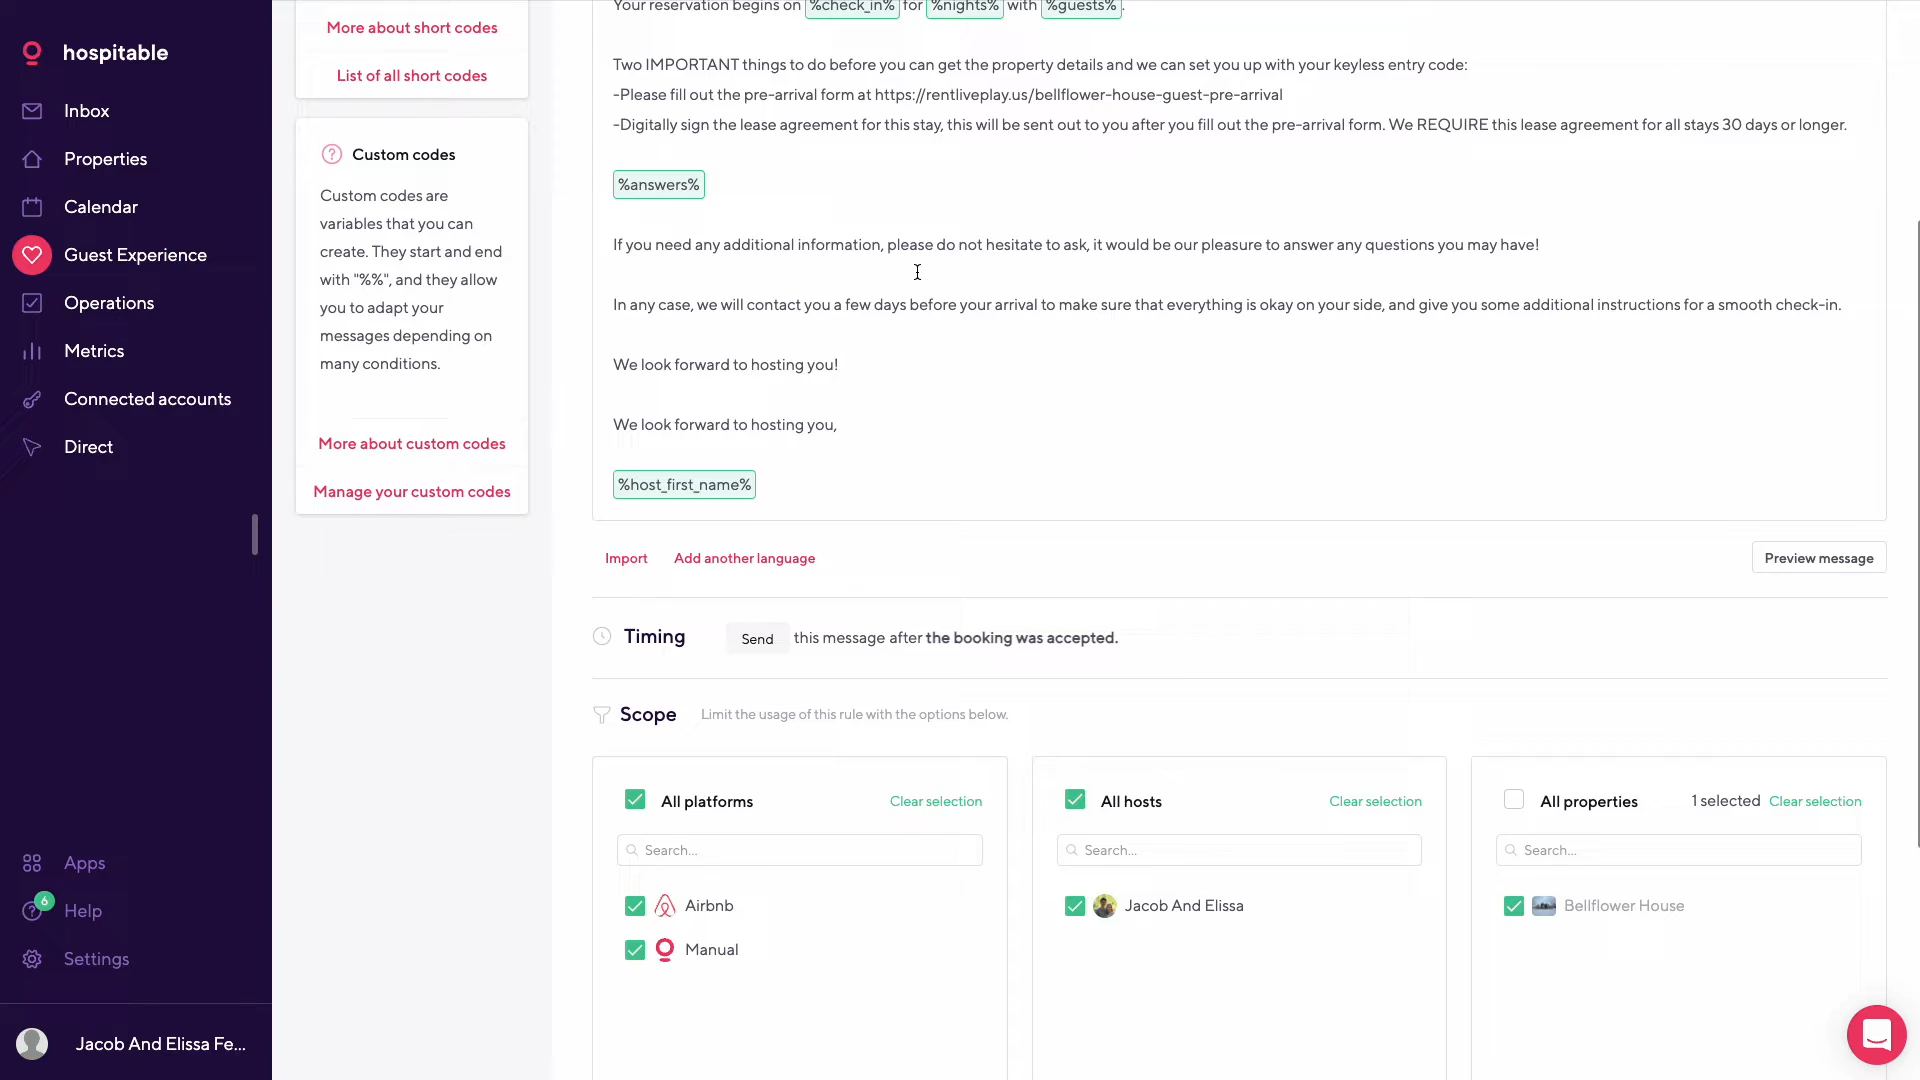 hospitable
Inbox
Properties
Calendar
Guest Experience
Operations
Metrics
Connected accounts
Direct
Apps
6
Help
Settings
Jacob And Elissa Fe...
More about short codes
List of all short codes
Custom codes
Custom codes are
variables that you can
create. They start and end
with "%%", and they allow
you to adapt your
messages depending on
many conditions.
More about custom codes
Manage your custom codes
Your reservation begins on %check_in% for %nights% with %guests%.
Two IMPORTANT things to do before you can get the property details and we can set you up with your keyless entry code:
-Please fill out the pre-arrival form at https://rentliveplay.us/bellflower-house-guest-pre-arrival
-Digitally sign the lease agreement for this stay, this will be sent out to you after you fill out the pre-arrival form. We REQUIRE this lease agreement for all stays 30 days or longer.
%answers%
If you need any additional information, please do not hesitate to ask, it would be our pleasure to answer any questions you may have!
In any case, we will contact you a few days before your arrival to make sure that everything is okay on your side, and give you some additional instructions for a smooth check-in.
We look forward to hosting you!
We look forward to hosting you,
%host_first_name%
Import Add another language Preview message
Timing Send this message after the booking was accepted.
Scope Limit the usage of this rule with the options below.
All platforms Clear selection
Search...
Airbnb
Manual
All hosts Clear selection
Search...
Jacob And Elissa
All properties 1 selected Clear selection
Search...
Bellflower House